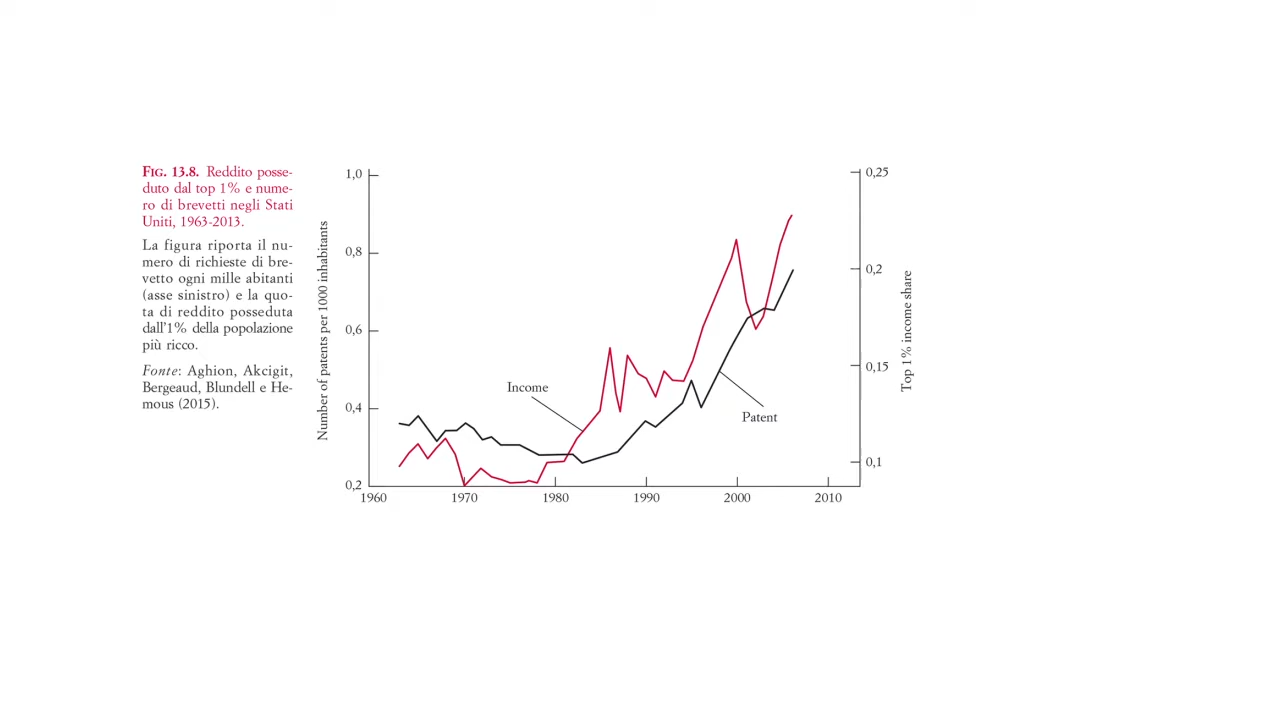 FIG. 13.8. Reddito posse-
duto dal top 1% e nume-
ro di brevetti negli Stati
Uniti, 1963-2013.
La figura riporta il nu-
mero di richieste di bre-
vetto ogni mille abitanti
(asse sinistro) e la quo-
ta di reddito posseduta
dall'1% della popolazione
più ricco.
Fonte: Aghion, Akcigit,
Bergeaud, Blundell e He-
mous (2015).
Number of patents per 1000 inhabitants
1,0
0,8
0,6
0,4
0,2
1960
1970
1980
1990
2000
2010
Income
Patent
0,25
0,2
0,15
0,1
Top 1% income share